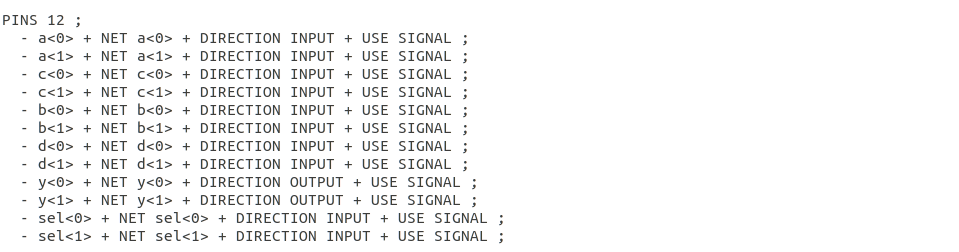 PINS 12 ;
- a<0> + NET a<0> + DIRECTION INPUT + USE SIGNAL ;
- a<1> + NET a<1> + DIRECTION INPUT + USE SIGNAL ;
- c<0> + NET c<0> + DIRECTION INPUT + USE SIGNAL ;
- c<1> + NET c<1> + DIRECTION INPUT + USE SIGNAL ;
- b<0> + NET b<0> + DIRECTION INPUT + USE SIGNAL ;
- b<1> + NET b<1> + DIRECTION INPUT + USE SIGNAL ;
- d<0> + NET d<0> + DIRECTION INPUT + USE SIGNAL ;
- d<1> + NET d<1> + DIRECTION INPUT + USE SIGNAL ;
- y<0> + NET y<0> + DIRECTION OUTPUT + USE SIGNAL ;
- y<1> + NET y<1> + DIRECTION OUTPUT + USE SIGNAL ;
- sel<0> + NET sel<0> + DIRECTION INPUT + USE SIGNAL ;
- sel<1> + NET sel<1> + DIRECTION INPUT + USE SIGNAL ;